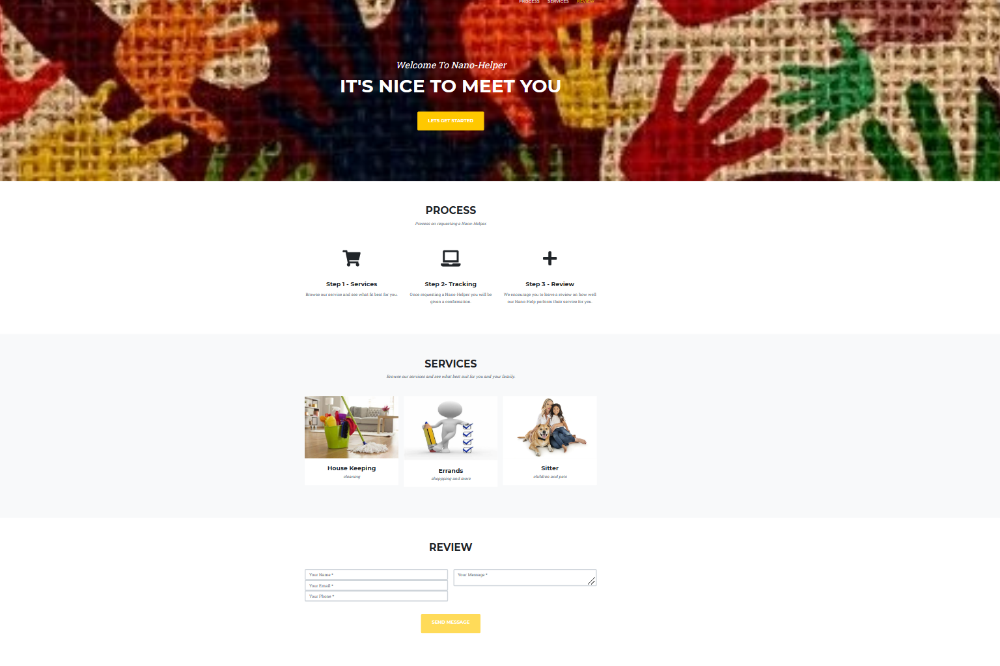 PROCESS SERVICES REVIEW
Welcome To Nano-Helper
IT'S NICE TO MEET YOU
LETS GET STARTED
PROCESS
Process on requesting a Nano-Helper.
Step 1 - Services
Browse our service and see what fit best for you.
Step 2- Tracking
Once requesting a Nano-Helper you will be
given a confirmation.
Step 3 - Review
We encourage you to leave a review on how well
our Nano-Help perform their service for you.
SERVICES
Browse our services and see what best suit for you and your family.
House Keeping
cleaning
Errands
shoppping and more
Sitter
children and pets
REVIEW
Your Name *
Your Email *
Your Phone *
Your Message *
SEND MESSAGE